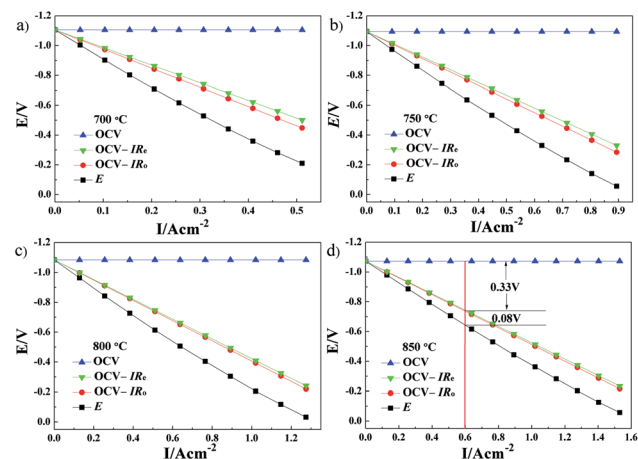 a)
E/V
-1.2
-1.0
-0.8
-0.6
-0.4
-0.2
0.0
700 °C
OCV
OCV– IRe
OCV– IRo
E
0.0 0.1 0.2 0.3 0.4 0.5
I/Acm-2
b)
E/V
-1.2
-1.0
-0.8
-0.6
-0.4
-0.2
0.0
750 °C
OCV
OCV– IRe
OCV– IRo
E
0.0 0.1 0.2 0.3 0.4 0.5 0.6 0.7 0.8 0.9
I/Acm-2
c)
E/V
-1.2
-1.0
-0.8
-0.6
-0.4
-0.2
0.0
800 °C
OCV
OCV– IRe
OCV– IRo
E
0.0 0.2 0.4 0.6 0.8 1.0 1.2
I/Acm-2
d)
E/V
-1.2
-1.0
-0.8
-0.6
-0.4
-0.2
0.0
0.33V
0.08V
850 °C
OCV
OCV– IRe
OCV– IRo
E
0.0 0.2 0.4 0.6 0.8 1.0 1.2 1.4 1.6
I/Acm-2